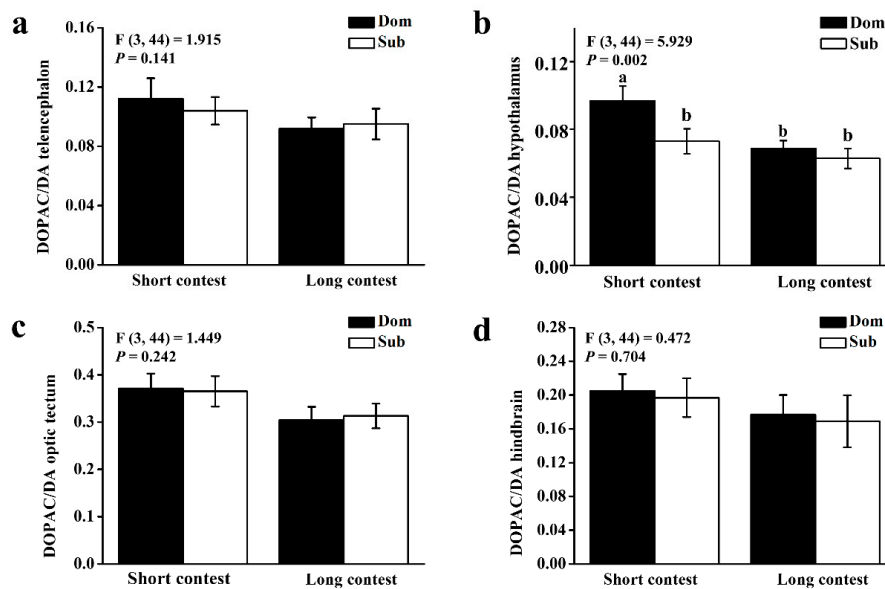 a
DOPAC/DA telencephalon
0.16
0.12
0.08
0.04
0.00
F (3, 44) = 1.915
P = 0.141
Dom
Sub
Short contest
Long contest
b
DOPAC/DA hypothalamus
0.12
0.08
0.04
0.00
F (3, 44) = 5.929
P = 0.002
a
b
b
b
Dom
Sub
Short contest
Long contest
c
DOPAC/DA optic tectum
0.5
0.4
0.3
0.2
0.1
0.0
F (3, 44) = 1.449
P = 0.242
Dom
Sub
Short contest
Long contest
d
DOPAC/DA hindbrain
0.28
0.24
0.20
0.16
0.12
0.08
0.04
0.00
F (3, 44) = 0.472
P = 0.704
Dom
Sub
Short contest
Long contest